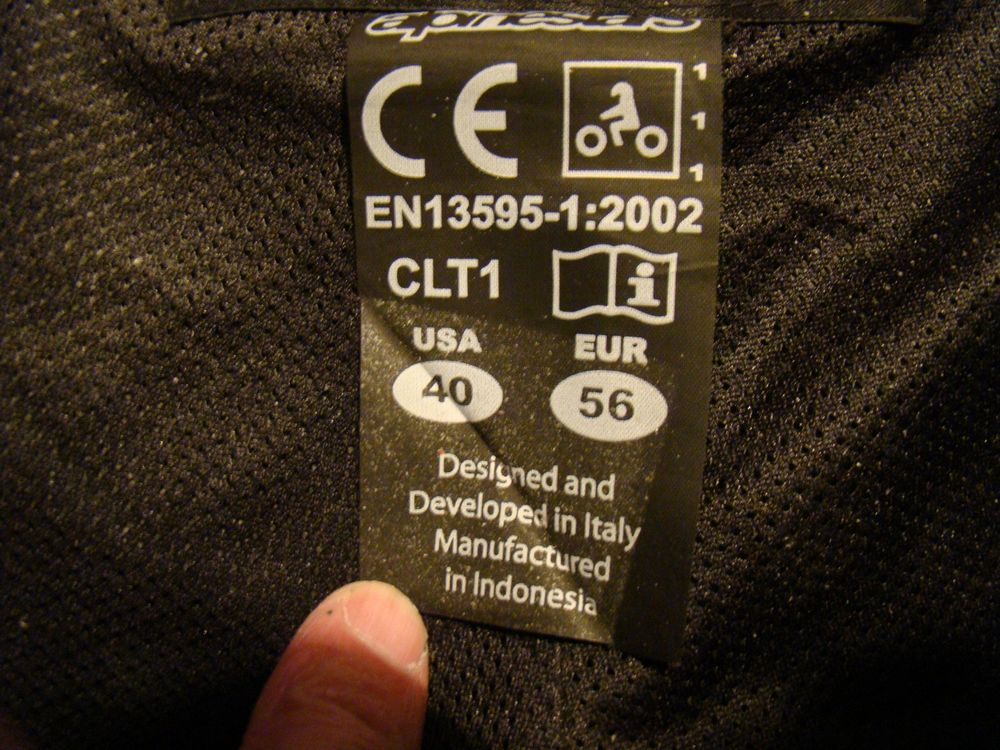 alpinestars
CE
1
1
1
EN13595-1:2002
CLT1
i
USA EUR
40 56
Designed and
Developed in Italy
Manufactured
in Indonesia